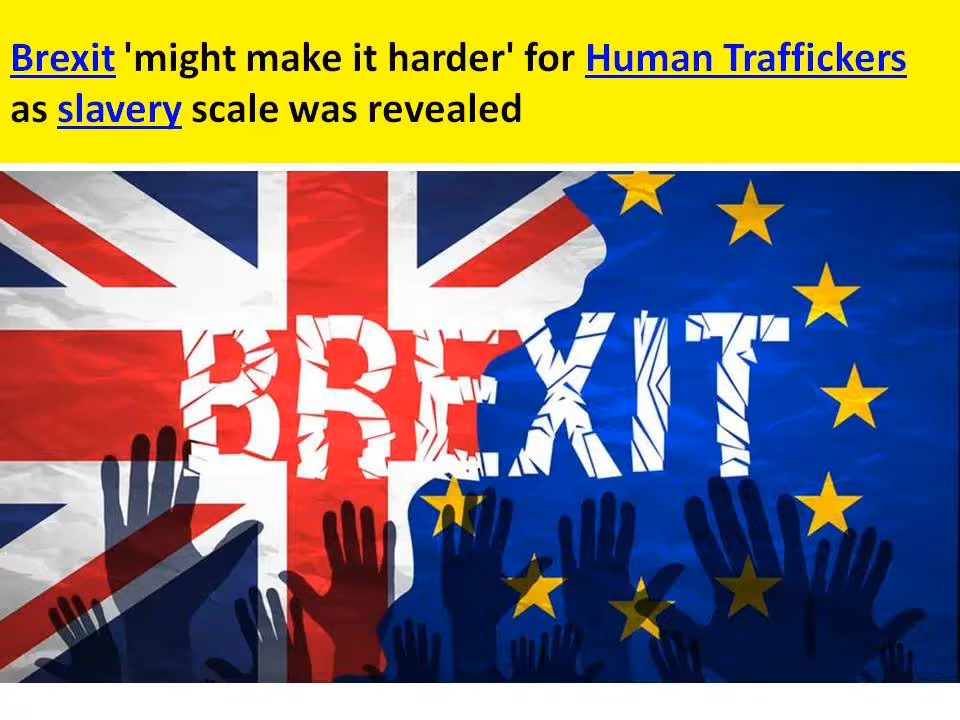 Brexit 'might make it harder' for Human Traffickers
as slavery scale was revealed
BREXIT